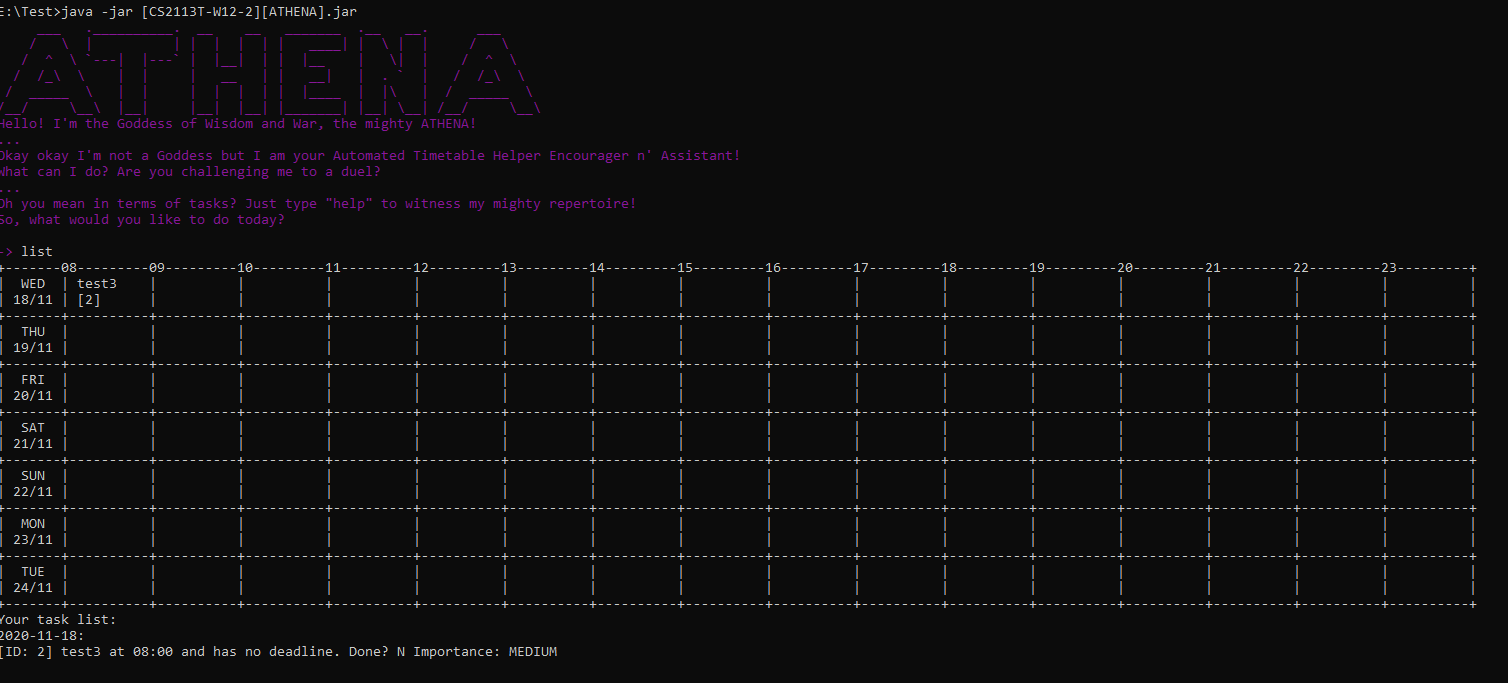 E:\Test>java -jar [CS2113T-W12-2][ATHENA].jar
ATHENA
Hello! I'm the Goddess of Wisdom and War, the mighty ATHENA!
...
Okay okay I'm not a Goddess but I am your Automated Timetable Helper Encourager n' Assistant!
What can I do? Are you challenging me to a duel?
...
Oh you mean in terms of tasks? Just type "help" to witness my mighty repertoire!
So, what would you like to do today?
-> list
08 09 10 11 12 13 14 15 16 17 18 19 20 21 22 23
WED test3
18/11 [2]
THU
19/11
FRI
20/11
SAT
21/11
SUN
22/11
MON
23/11
TUE
24/11
Your task list:
2020-11-18:
[ID: 2] test3 at 08:00 and has no deadline. Done? N Importance: MEDIUM